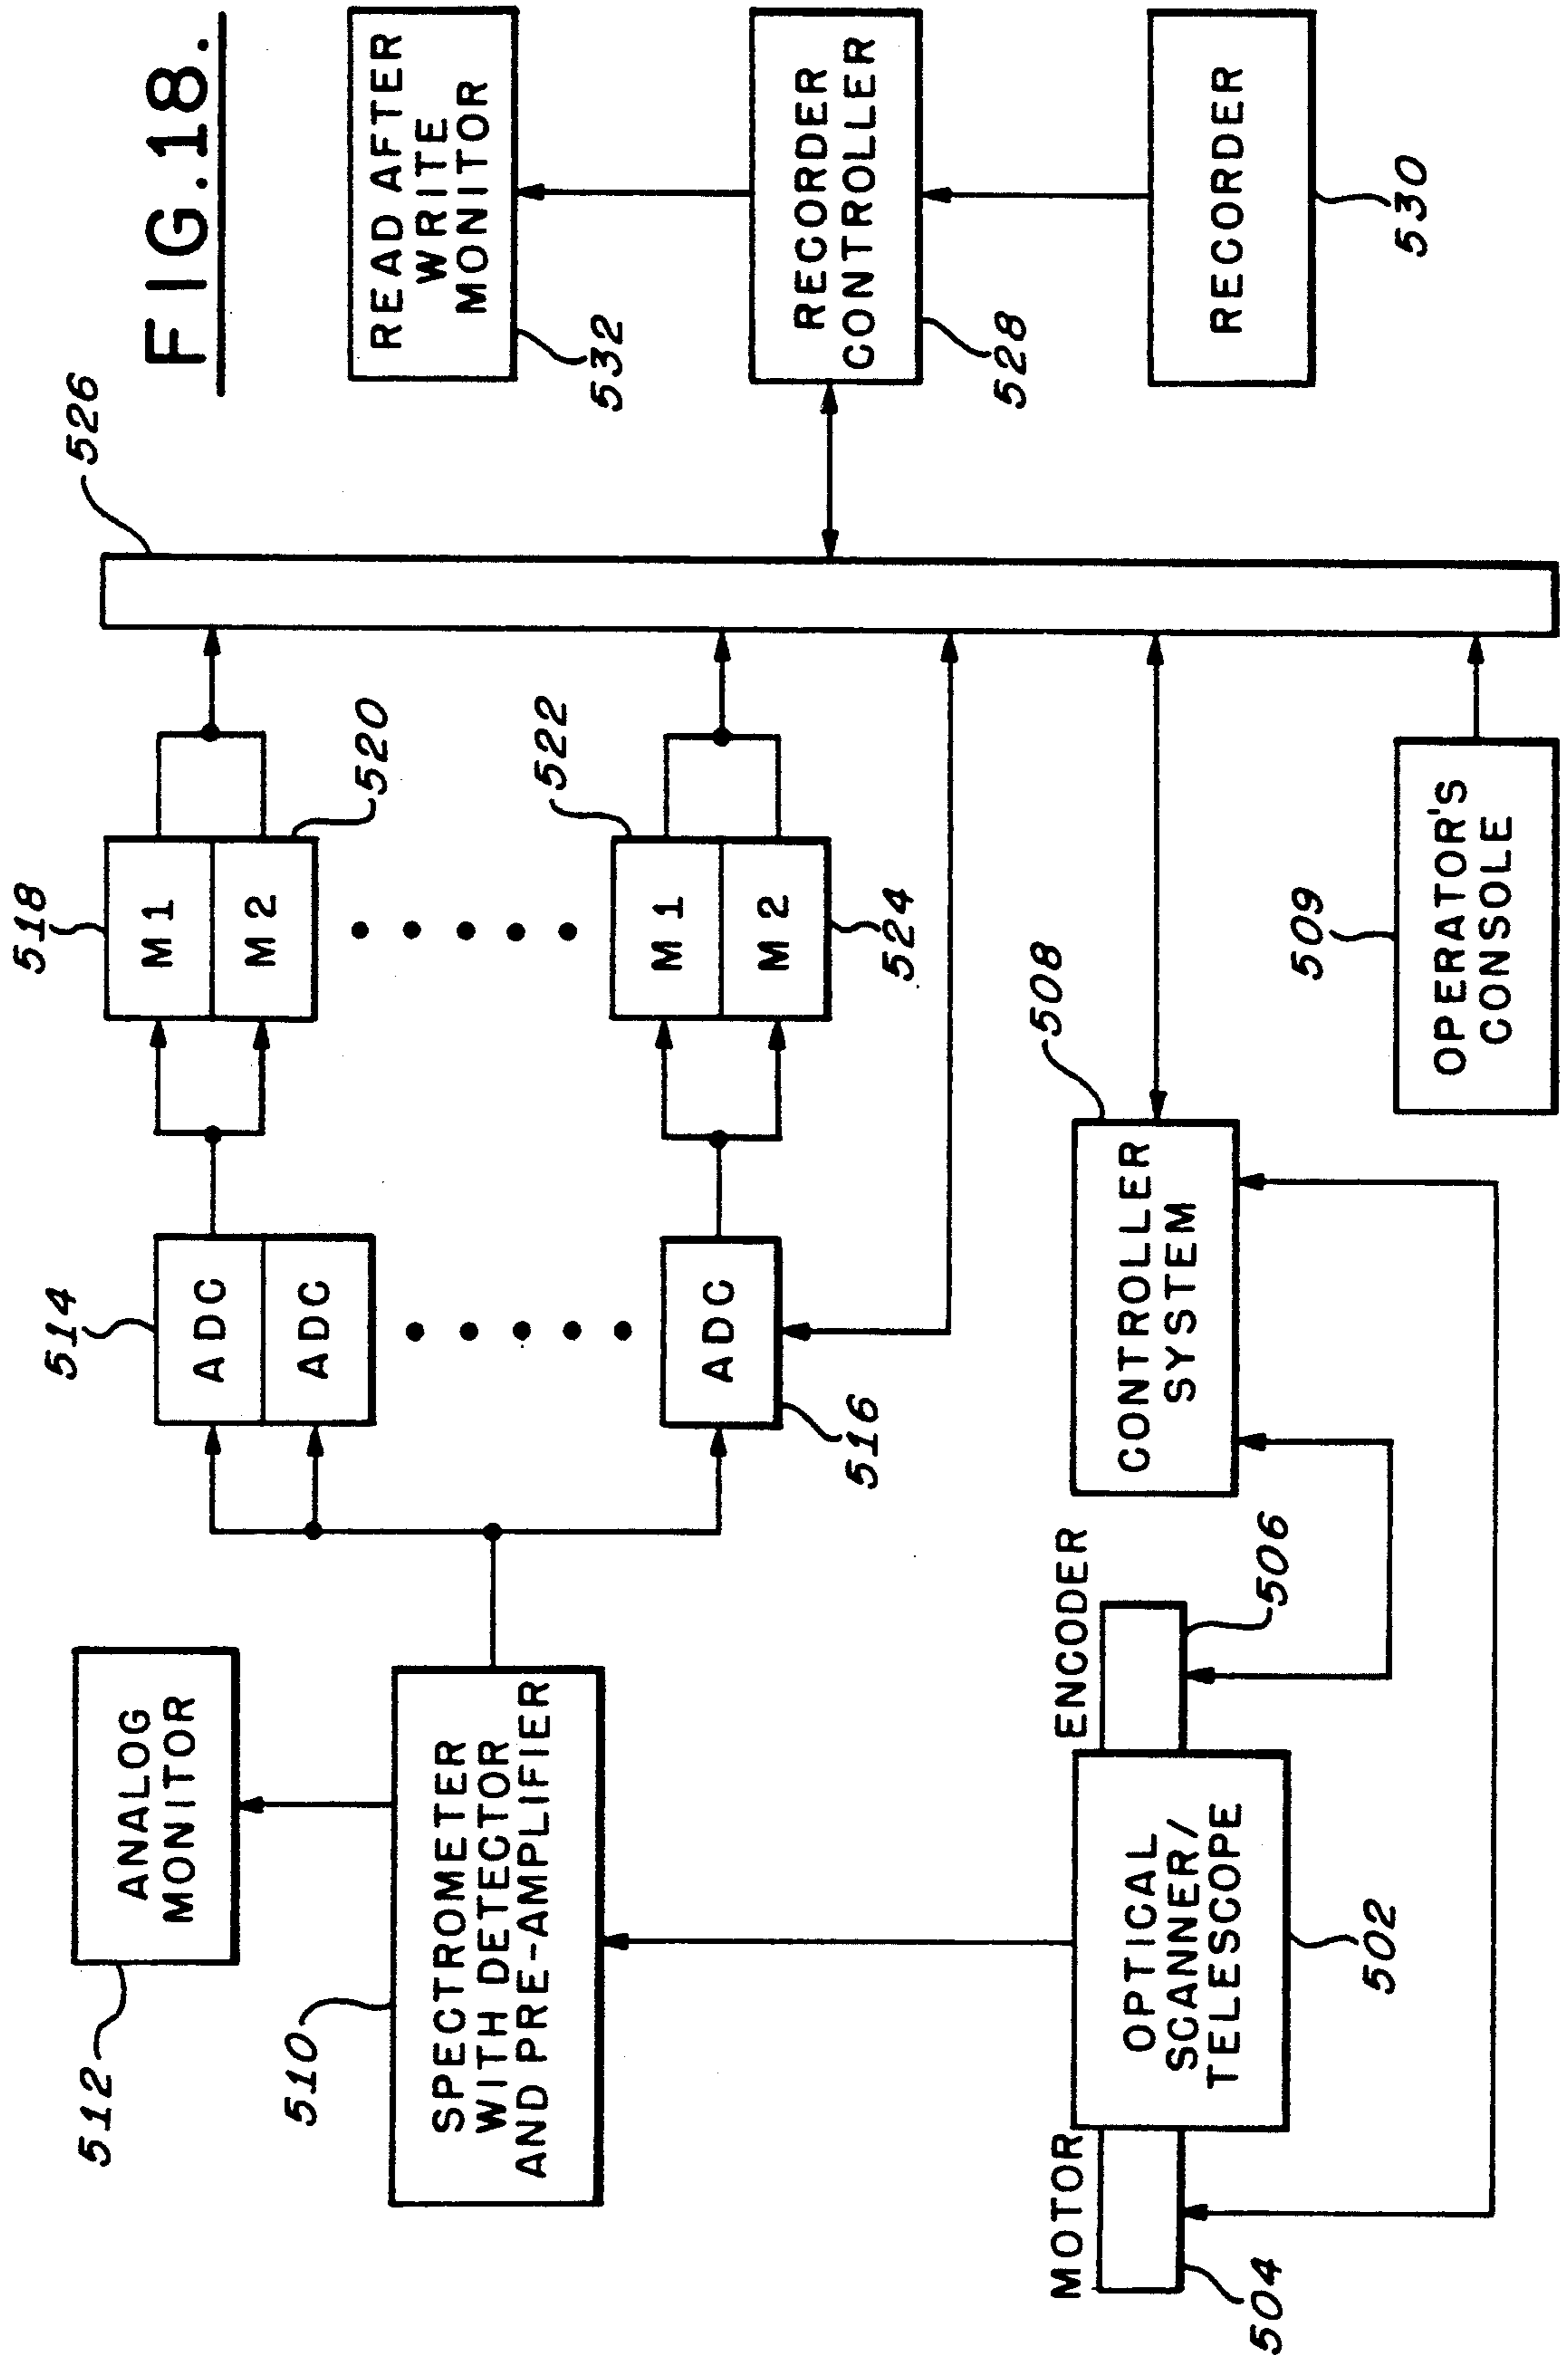 FIG.18.
512
ANALOG
MONITOR
510
SPECTROMETER
WITH DETECTOR
AND PRE-AMPLIFIER
514
ADC
ADC
ADC
516
518
M1
M2
520
522
M1
M2
524
526
READ AFTER
WRITE
MONITOR
532
RECORDER
CONTROLLER
528
RECORDER
530
MOTOR
504
OPTICAL
SCANNER/
TELESCOPE
502
ENCODER
506
508
CONTROLLER
SYSTEM
509
OPERATOR'S
CONSOLE